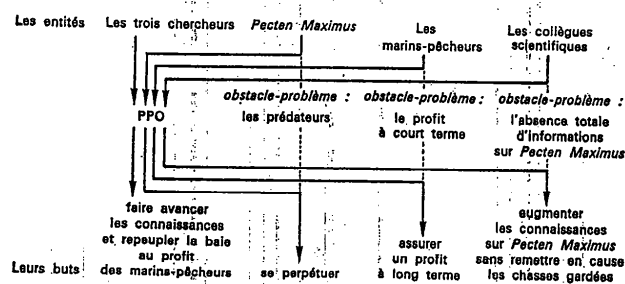 Les entités
Les trois chercheurs
Pecten Maximus
Les
marins-pêcheurs
Les collègues
scientifiques
PPO
obstacle-problème :
les prédateurs
obstacle-problème :
le profit
à court terme
obstacle-problème :
l'absence totale
d'informations
sur Pecten Maximus
Leurs buts
faire avancer
les connaissances
et repeupler la baie
au profit
des marins-pêcheurs
se perpétuer
assurer
un profit
à long terme
augmenter
les connaissances
sur Pecten Maximus
sans remettre en cause
les chasses gardées